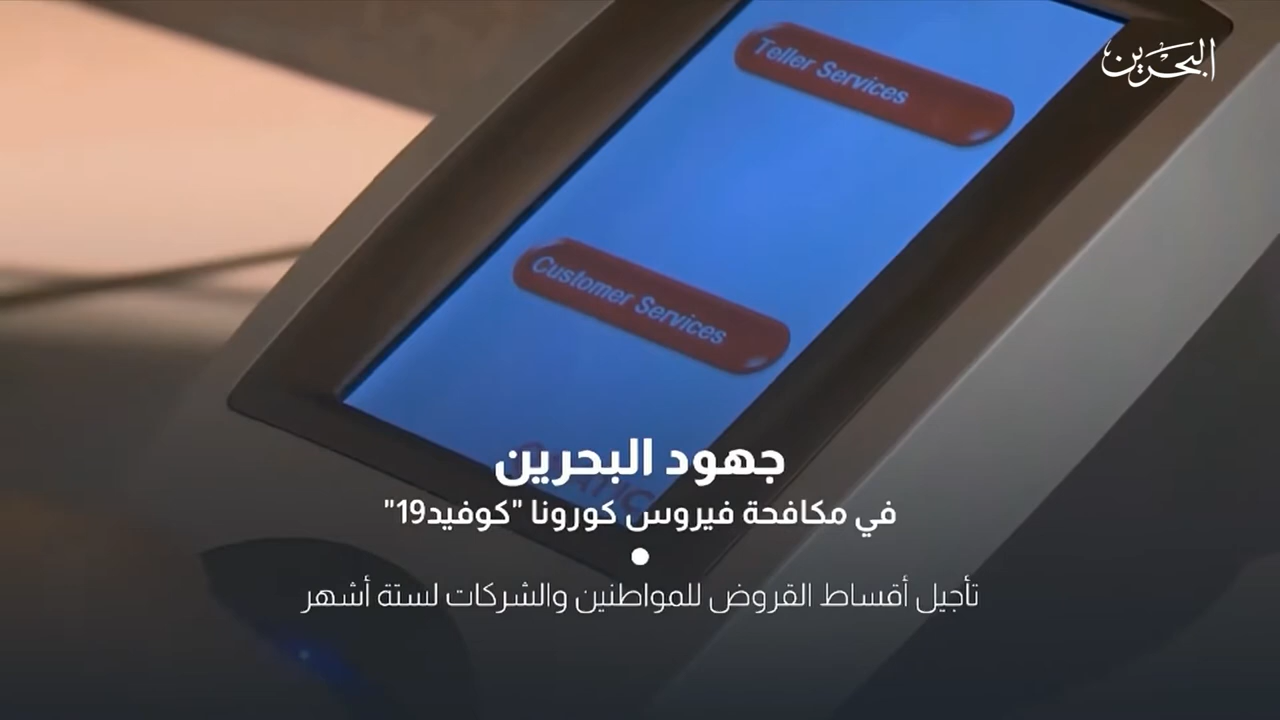 البحرين
Teller Services
Customer Services
جهود البحرين
في مكافحة فيروس كورونا "كوفيد19"
تأجيل أقساط القروض للمواطنين والشركات لستة أشهر